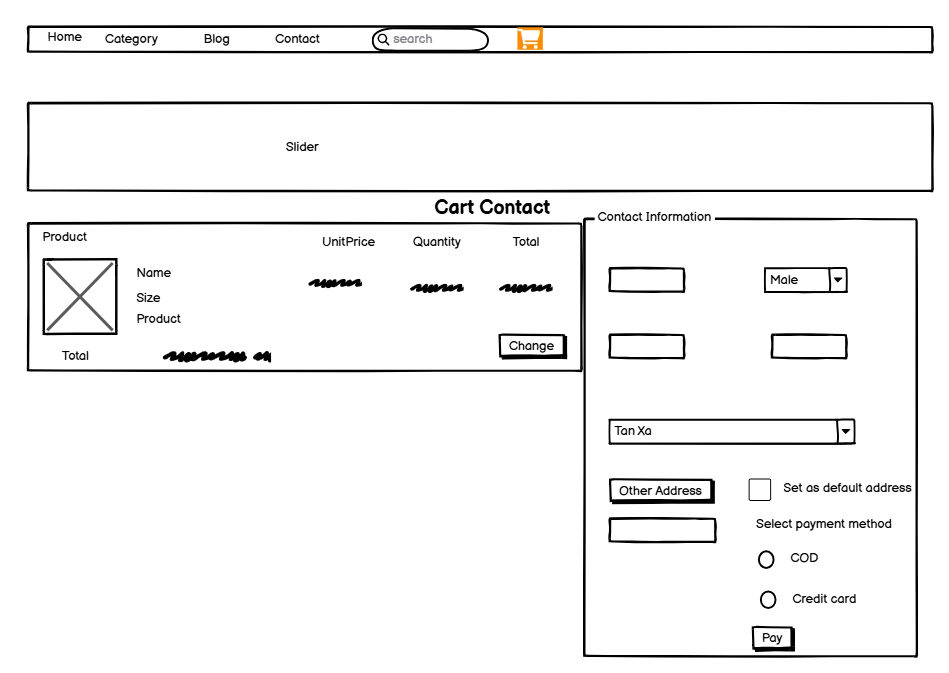 Home Category Blog Contact search
Slider
Cart Contact
Product UnitPrice Quantity Total
Name
Size
Product
Total
Change
Contact Information
Male
Tan Xa
Other Address Set as default address
Select payment method
COD
Credit card
Pay